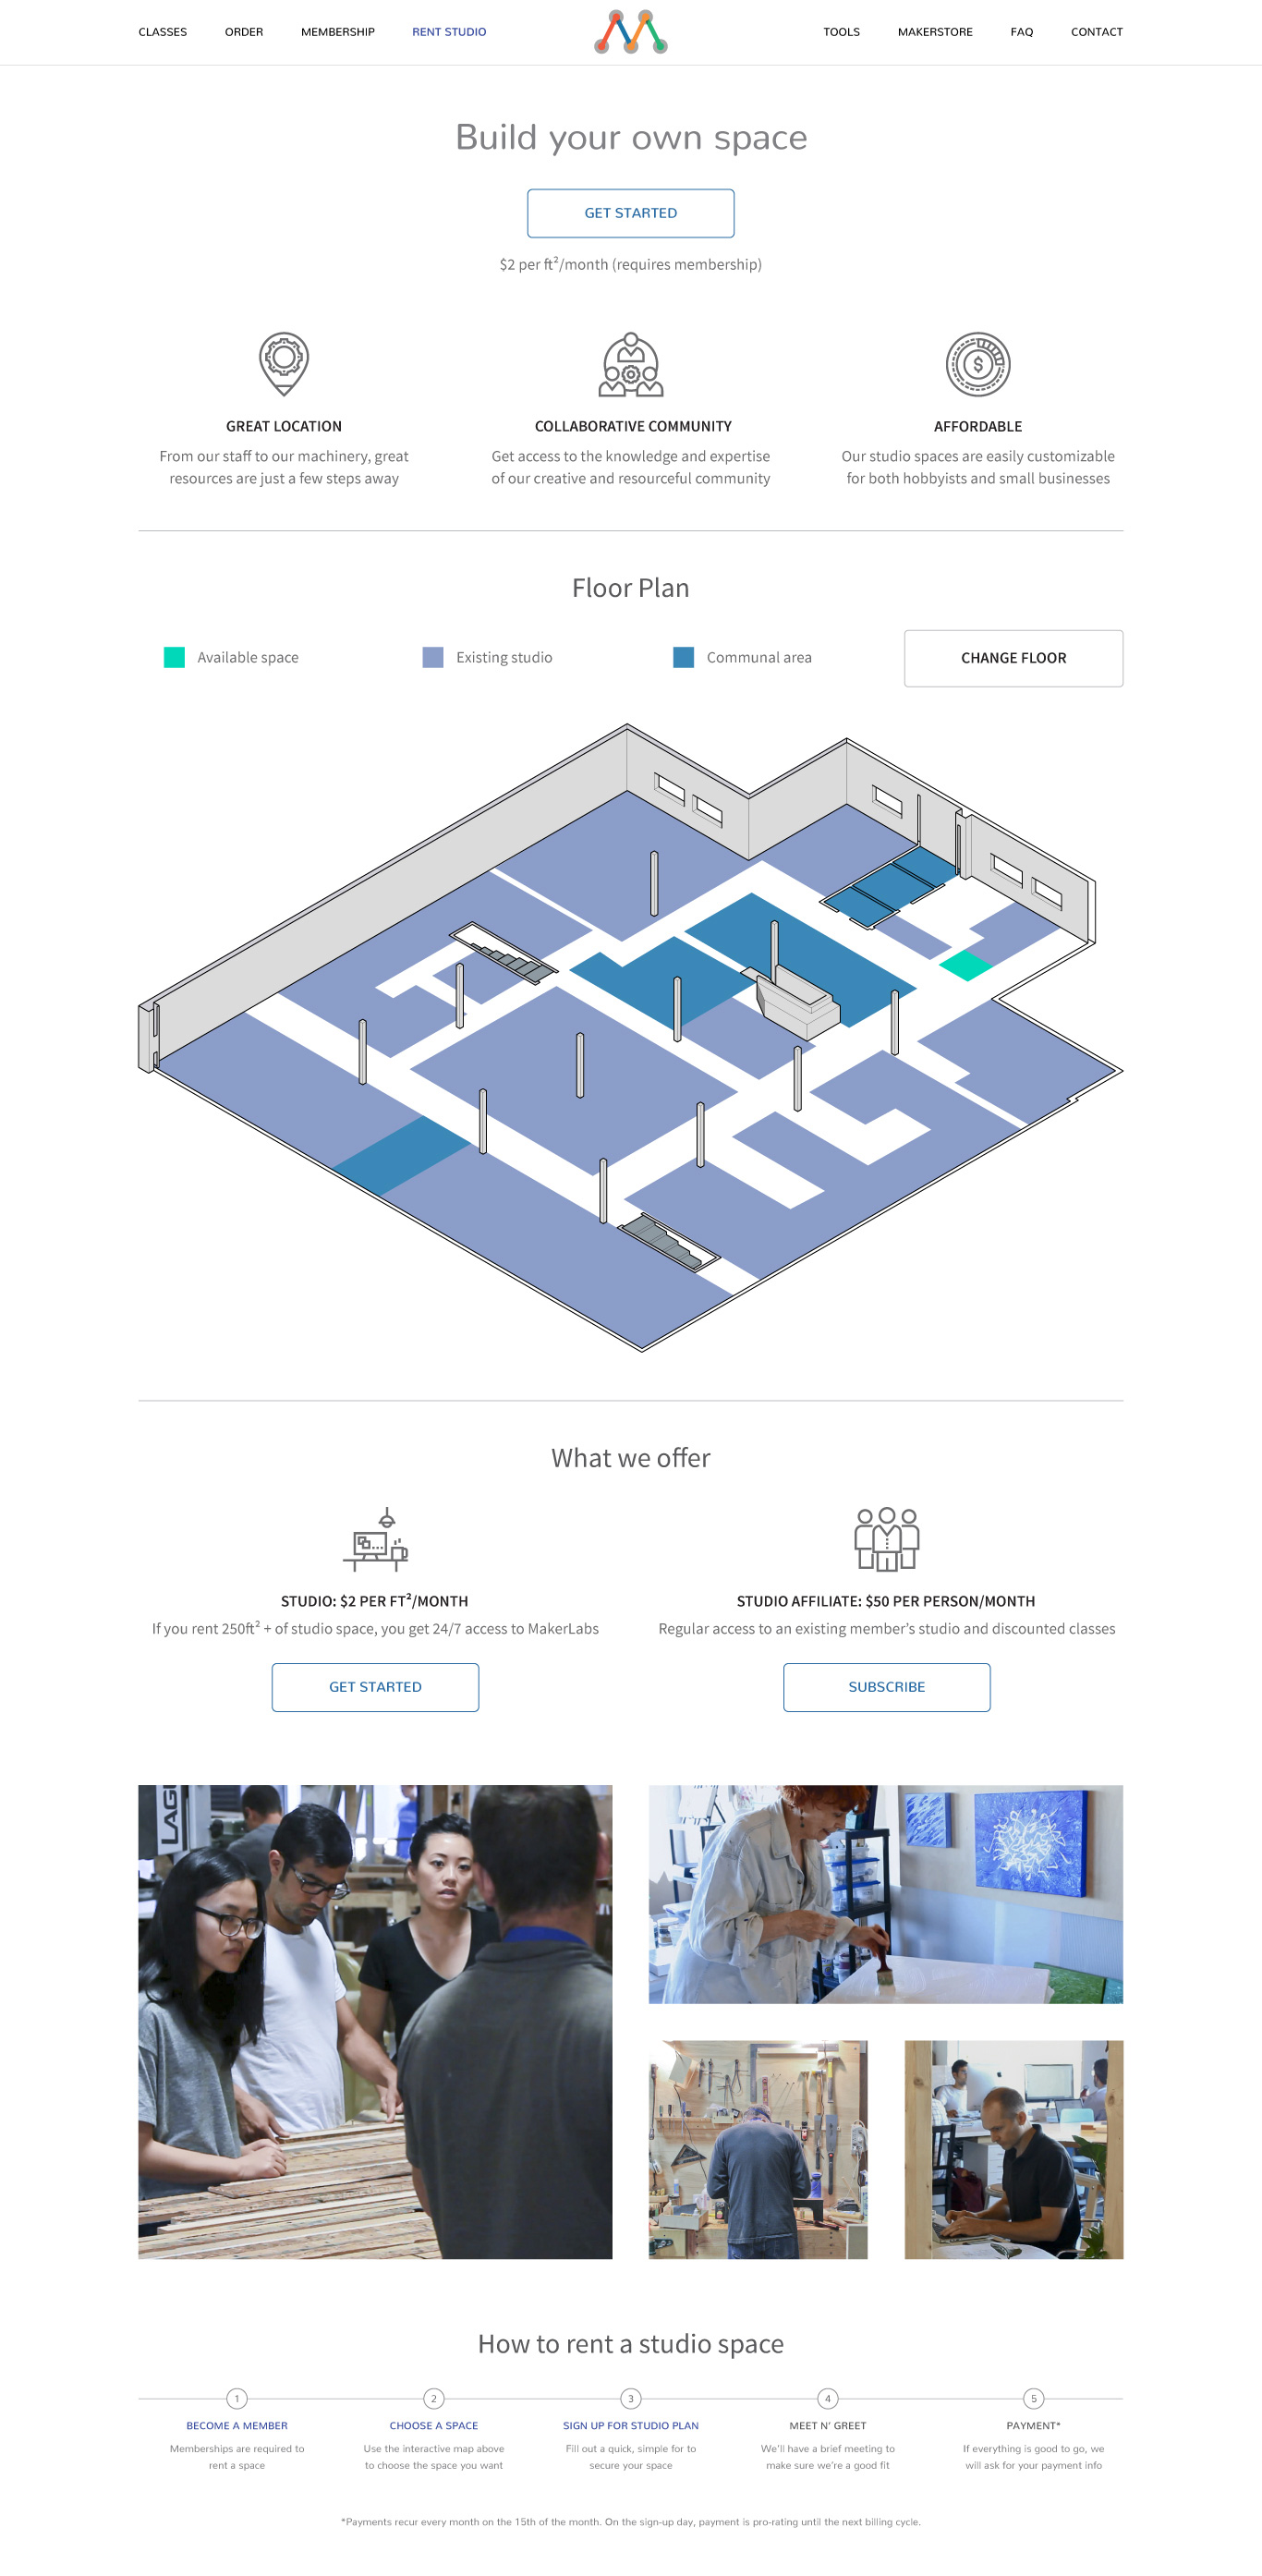 CLASSES ORDER MEMBERSHIP RENT STUDIO TOOLS MAKERSTORE FAQ CONTACT
Build your own space
GET STARTED
$2 per ft²/month (requires membership)
GREAT LOCATION
From our staff to our machinery, great
resources are just a few steps away
COLLABORATIVE COMMUNITY
Get access to the knowledge and expertise
of our creative and resourceful community
AFFORDABLE
Our studio spaces are easily customizable
for both hobbyists and small businesses
Floor Plan
Available space
Existing studio
Communal area
CHANGE FLOOR
What we offer
STUDIO: $2 PER FT²/MONTH
If you rent 250ft² + of studio space, you get 24/7 access to MakerLabs
GET STARTED
STUDIO AFFILIATE: $50 PER PERSON/MONTH
Regular access to an existing member's studio and discounted classes
SUBSCRIBE
LAGU
How to rent a studio space
1
BECOME A MEMBER
Memberships are required to
rent a space
2
CHOOSE A SPACE
Use the interactive map above
to choose the space you want
3
SIGN UP FOR STUDIO PLAN
Fill out a quick, simple for to
secure your space
4
MEET N' GREET
We'll have a brief meeting to
make sure we're a good fit
5
PAYMENT*
If everything is good to go, we
will ask for your payment info
*Payments recur every month on the 15th of the month. On the sign-up day, payment is pro-rating until the next billing cycle.